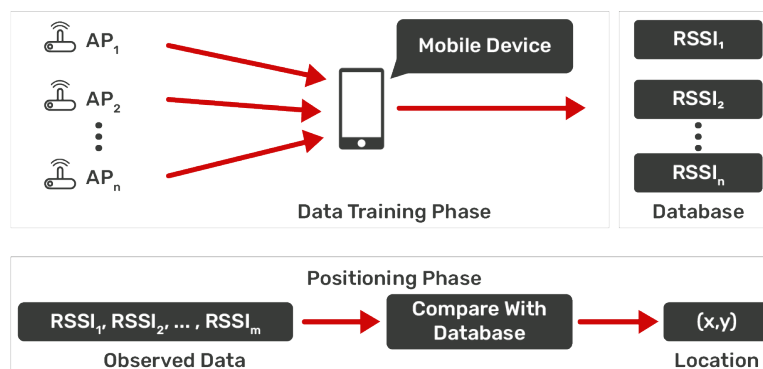 AP₁
Mobile Device
RSSI₁
AP₂
RSSI₂
APₙ
RSSIₙ
Data Training Phase
Database
Positioning Phase
RSSI₁, RSSI₂, ... , RSSIₘ
Compare With
Database
(x,y)
Observed Data
Location